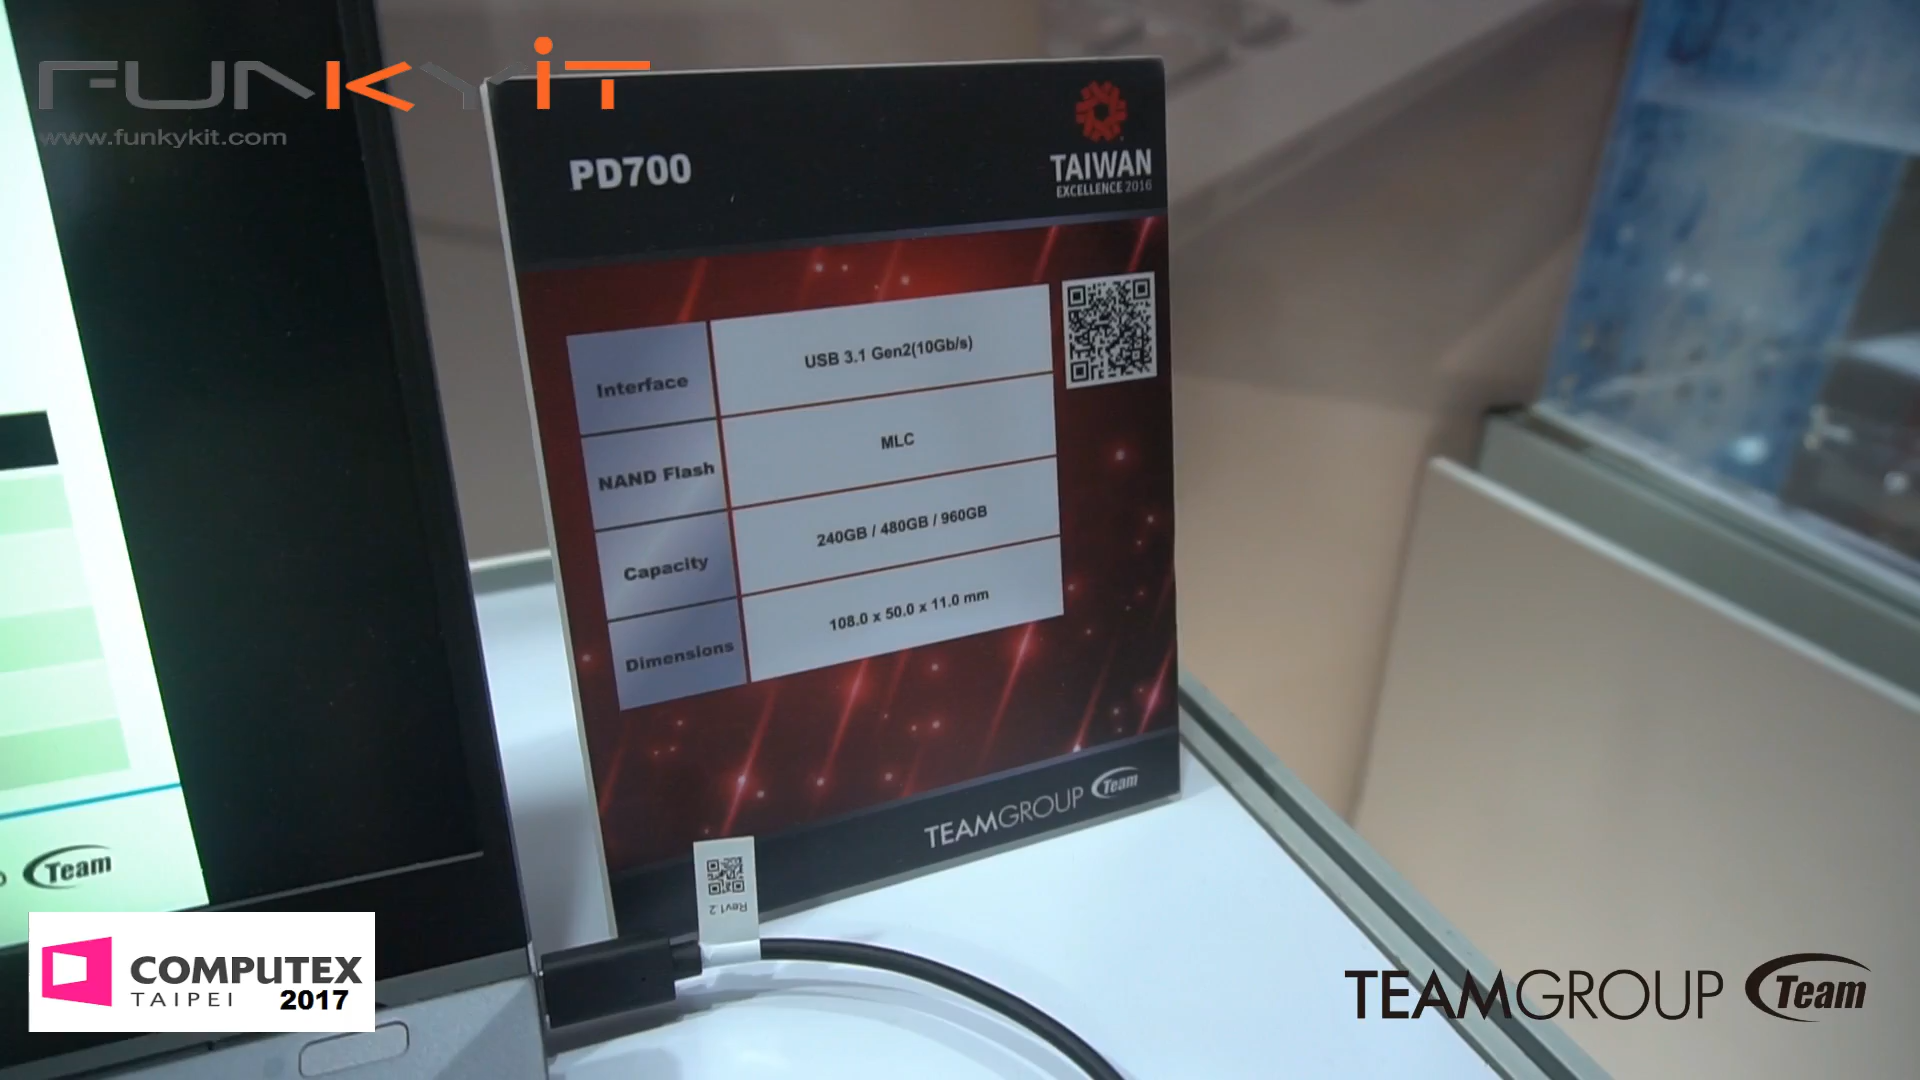 FUNKYiT
www.funkykit.com
PD700
TAIWAN
EXCELLENCE 2016
Interface
USB 3.1 Gen2(10Gb/s)
NAND Flash
MLC
Capacity
240GB / 480GB / 960GB
Dimensions
108.0 x 50.0 x 11.0 mm
TEAMGROUP Team
Rev1.2
Team
COMPUTEX
TAIPEI 2017
TEAMGROUP Team